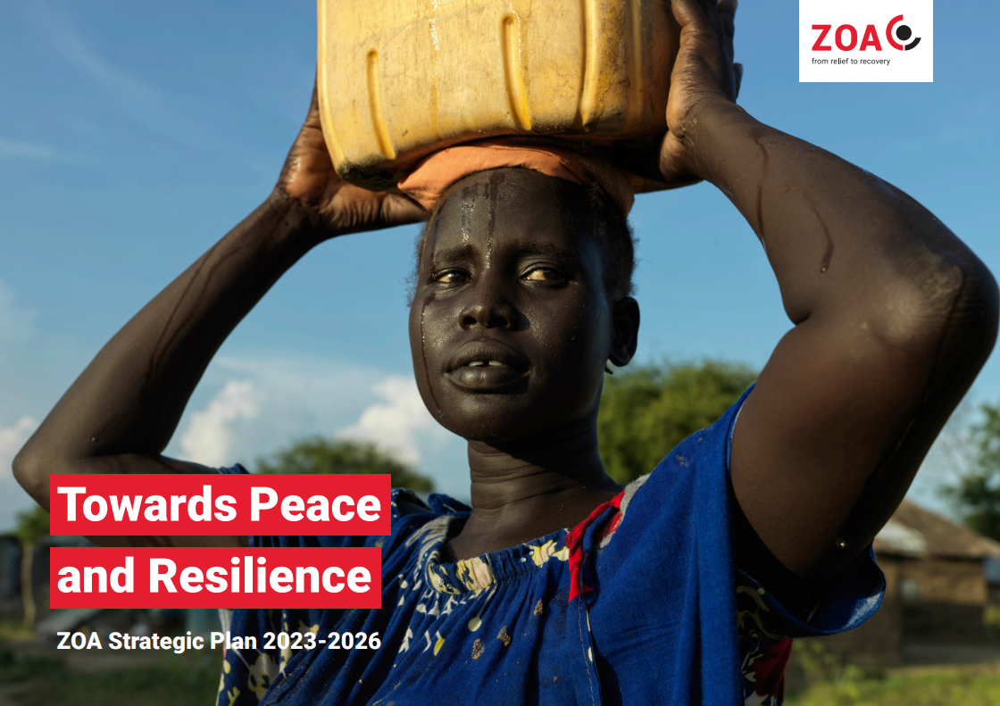 ZOA
from relief to recovery
Towards Peace
and Resilience
ZOA Strategic Plan 2023-2026